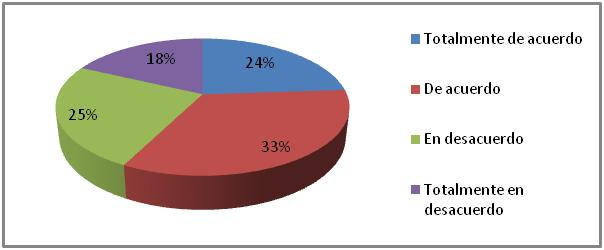 18%
24%
25%
33%
Totalmente de acuerdo
De acuerdo
En desacuerdo
Totalmente en
desacuerdo